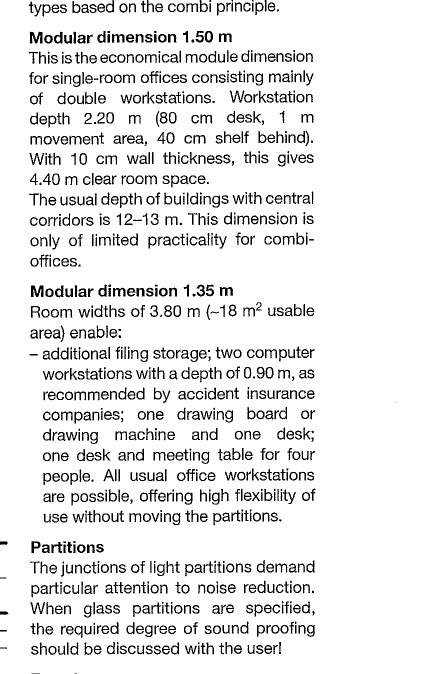 types based on the combi principle.
Modular dimension 1.50 m
This is the economical module dimension
for single-room offices consisting mainly
of double workstations. Workstation
depth 2.20 m (80 cm desk, 1 m
movement area, 40 cm shelf behind).
With 10 cm wall thickness, this gives
4.40 m clear room space.
The usual depth of buildings with central
corridors is 12–13 m. This dimension is
only of limited practicality for combi-
offices.
Modular dimension 1.35 m
Room widths of 3.80 m (~18 m² usable
area) enable:
– additional filing storage; two computer
workstations with a depth of 0.90 m, as
recommended by accident insurance
companies; one drawing board or
drawing machine and one desk;
one desk and meeting table for four
people. All usual office workstations
are possible, offering high flexibility of
use without moving the partitions.
Partitions
The junctions of light partitions demand
particular attention to noise reduction.
When glass partitions are specified,
the required degree of sound proofing
should be discussed with the user!